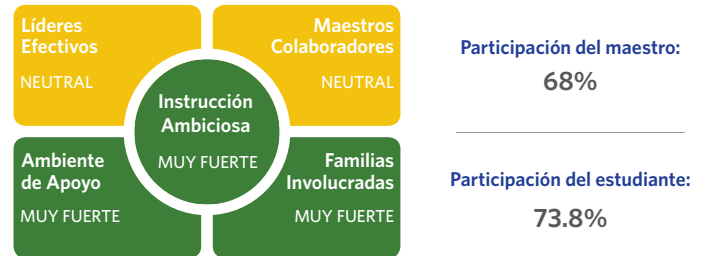 Líderes
Efectivos
NEUTRAL
Maestros
Colaboradores
NEUTRAL
Instrucción
Ambiciosa
MUY FUERTE
Ambiente
de Apoyo
MUY FUERTE
Familias
Involucradas
MUY FUERTE
Participación del maestro:
68%
Participación del estudiante:
73.8%